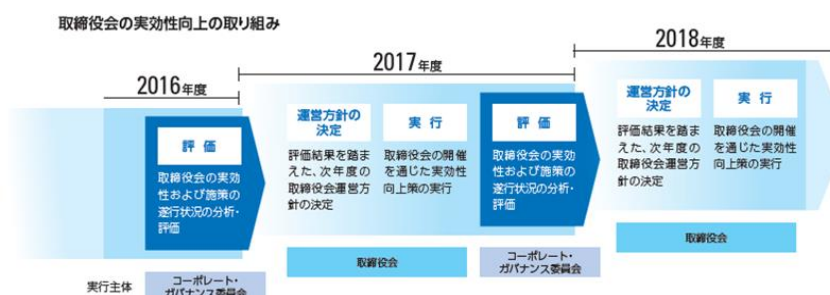 取締役会の実効性向上の取り組み
2016年度
評価
取締役会の実効
性および施策の
遂行状況の分析・
評価
実行主体
コーポレート・
ガバナンス委員会
2017年度
運営方針の
決定
評価結果を踏ま
えた、次年度の
取締役会運営方
針の決定
実行
取締役会の開催
を通じた実効性
向上策の実行
取締役会
評価
取締役会の実効
性および施策の
遂行状況の分析・
評価
コーポレート・
ガバナンス委員会
2018年度
運営方針の
決定
評価結果を踏ま
えた、次年度の
取締役会運営方
針の決定
実行
取締役会の開催
を通じた実効性
向上策の実行
取締役会